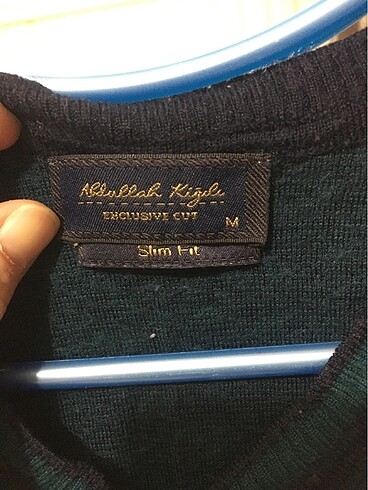 Abdullah Kiğılı
EXCLUSIVE CUT
M
Slim Fit